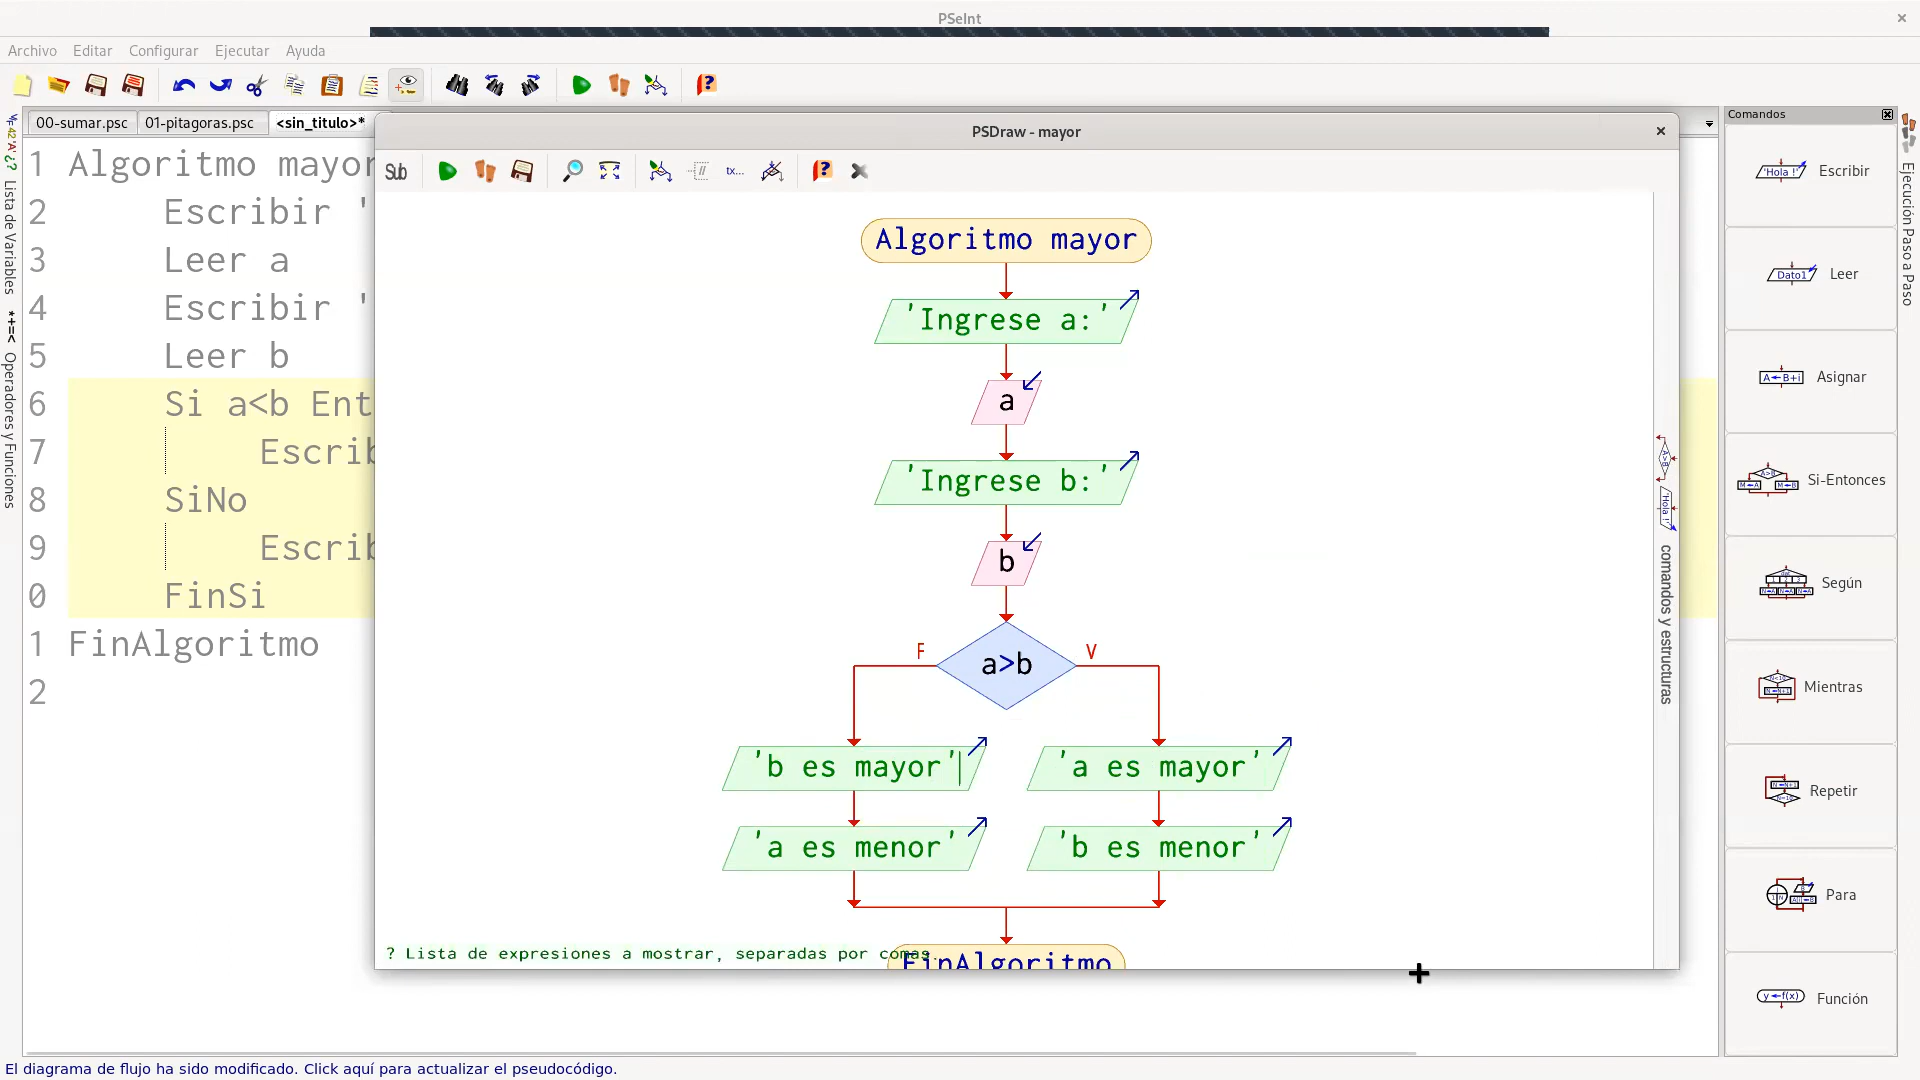 PSeInt
Archivo Editar Configurar Ejecutar Ayuda
00-sumar.psc 01-pitagoras.psc <sin_titulo>*
Lista de Variables
*+=< Operadores y Funciones
1 Algoritmo mayor
2 Escribir '
3 Leer a
4 Escribir '
5 Leer b
6 Si a<b Ent
7 Escrib
8 SiNo
9 Escrib
0 FinSi
1 FinAlgoritmo
2
PSDraw - mayor
Sub
tx...
Algoritmo mayor
'Ingrese a:'
a
'Ingrese b:'
b
F a>b V
'b es mayor' 'a es mayor'
'a es menor' 'b es menor'
FinAlgoritmo
? Lista de expresiones a mostrar, separadas por comas.
comandos y estructuras
Comandos
'Hola !' Escribir
Dato1 Leer
A←B+i Asignar
Si-Entonces
Según
Mientras
Repetir
Para
y←f(x) Función
Ejecución Paso a Paso
El diagrama de flujo ha sido modificado. Click aquí para actualizar el pseudocódigo.